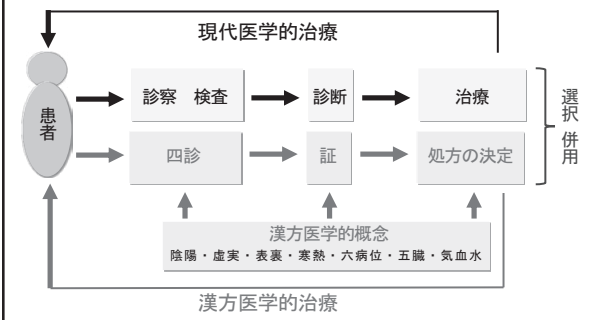 現代医学的治療
患者
診察　検査
診断
治療
選択　併用
四診
証
処方の決定
漢方医学的概念
陰陽・虚実・表裏・寒熱・六病位・五臓・気血水
漢方医学的治療